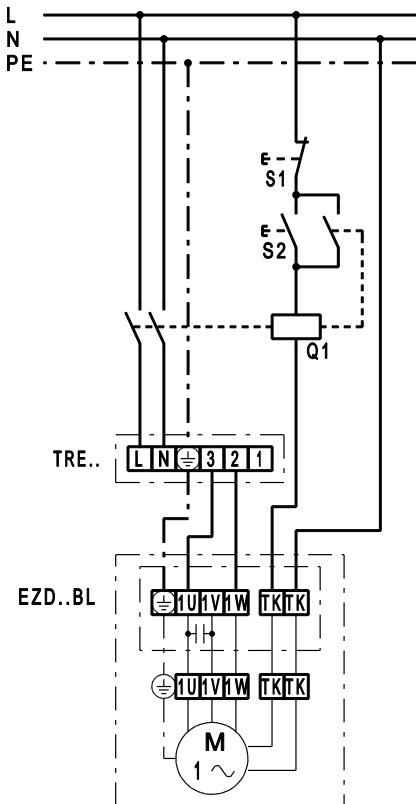 L
N
PE
S1
S2
Q1
TRE.. L N 3 2 1
EZD..BL 1U 1V 1W TK TK
1U 1V 1W TK TK
M
1 ~